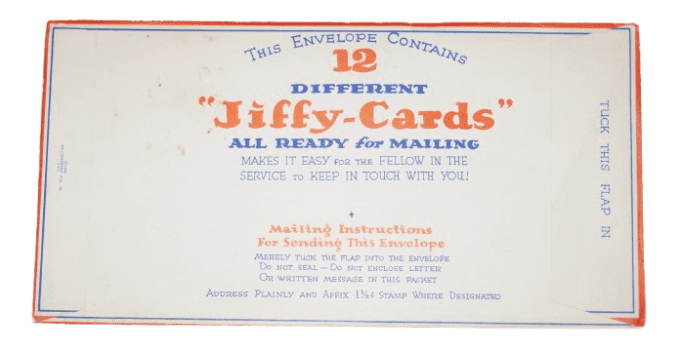 THIS ENVELOPE CONTAINS
12
DIFFERENT
"Jiffy-Cards"
ALL READY for MAILING
MAKES IT EASY FOR THE FELLOW IN THE
SERVICE TO KEEP IN TOUCH WITH YOU!
Mailing Instructions
For Sending This Envelope
MERELY TUCK THE FLAP INTO THE ENVELOPE
DO NOT SEAL — DO NOT ENCLOSE LETTER
OR WRITTEN MESSAGE IN THIS PACKET
ADDRESS PLAINLY AND AFFIX 1½¢ STAMP WHERE DESIGNATED
TUCK THIS FLAP IN